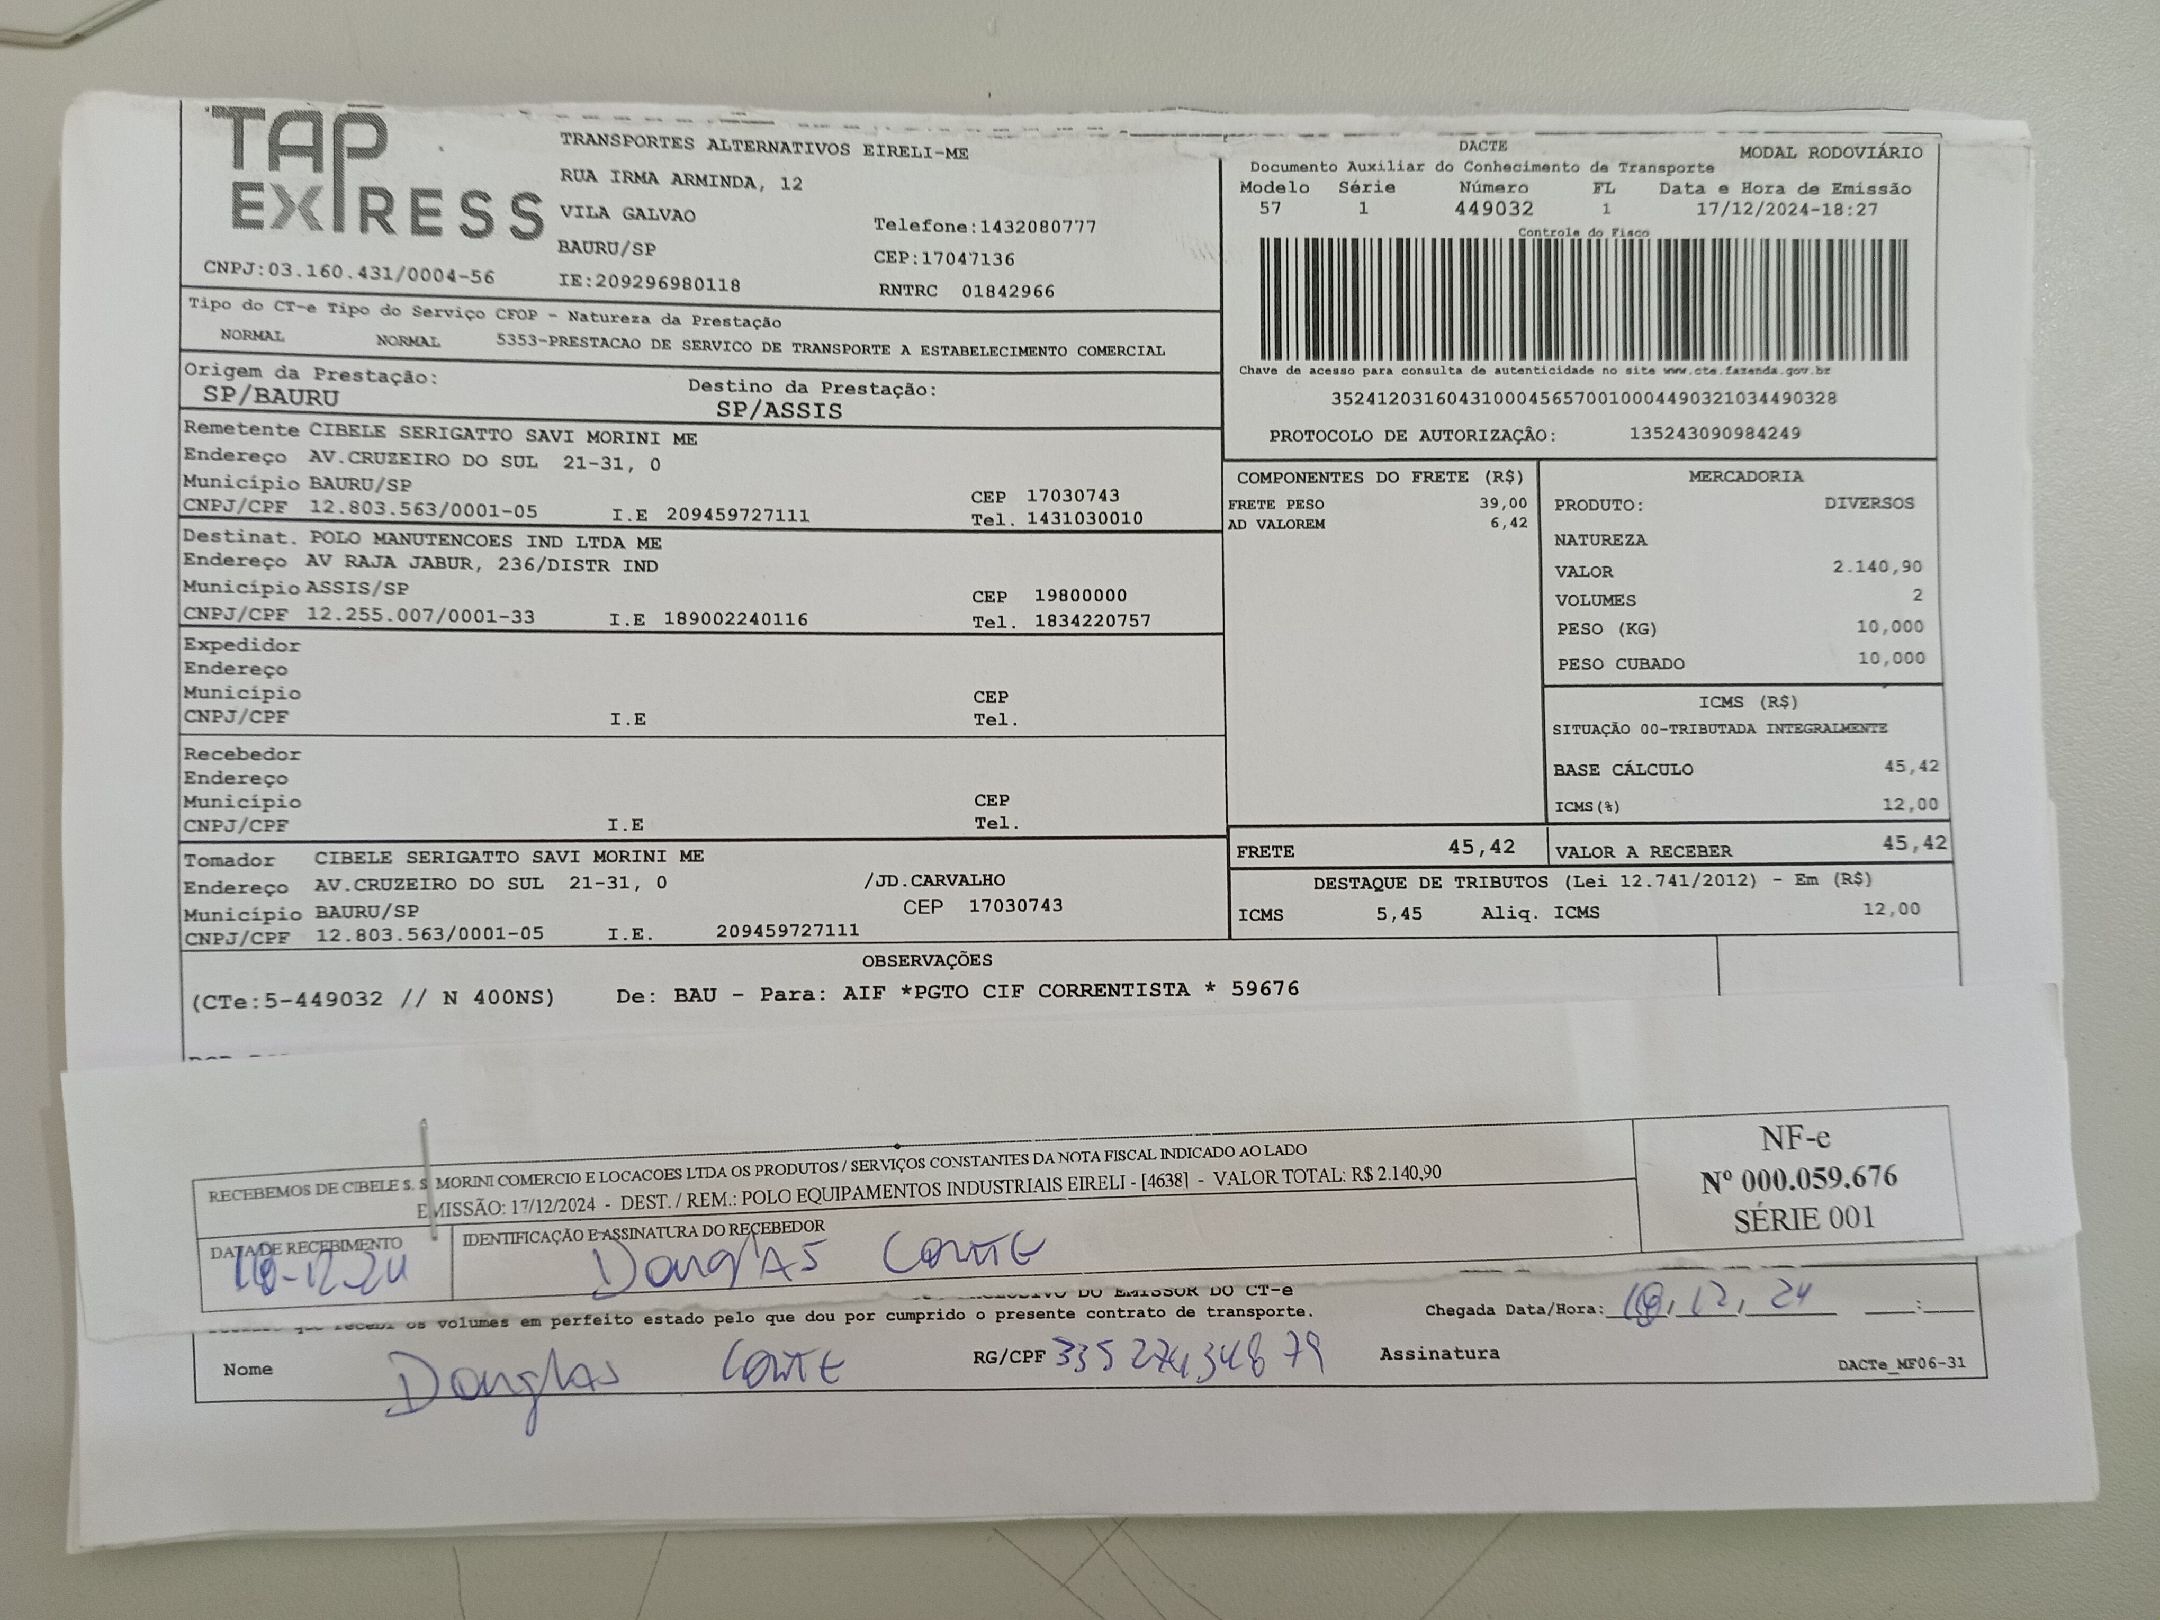 TAP EXPRESS
CNPJ:03.160.431/0004-56
TRANSPORTES ALTERNATIVOS EIRELI-ME
RUA IRMA ARMINDA, 12
VILA GALVAO
BAURU/SP
IE:209296980118
Telefone:1432080777
CEP:17047136
RNTRC 01842966
DACTE
MODAL RODOVIÁRIO
Documento Auxiliar do Conhecimento de Transporte
Modelo Série Número FL Data e Hora de Emissão
57 1 449032 1 17/12/2024-18:27
Controle do Fisco
Chave de acesso para consulta de autenticidade no site www.cte.fazenda.gov.br
35241203160431000456570010004490321034490328
PROTOCOLO DE AUTORIZAÇÃO: 135243090984249
Tipo do CT-e Tipo do Serviço CFOP - Natureza da Prestação
NORMAL NORMAL 5353-PRESTACAO DE SERVICO DE TRANSPORTE A ESTABELECIMENTO COMERCIAL
Origem da Prestação: Destino da Prestação:
SP/BAURU SP/ASSIS
Remetente CIBELE SERIGATTO SAVI MORINI ME
Endereço AV.CRUZEIRO DO SUL 21-31, 0
Município BAURU/SP CEP 17030743
CNPJ/CPF 12.803.563/0001-05 I.E 209459727111 Tel. 1431030010
Destinat. POLO MANUTENCOES IND LTDA ME
Endereço AV RAJA JABUR, 236/DISTR IND
Município ASSIS/SP CEP 19800000
CNPJ/CPF 12.255.007/0001-33 I.E 189002240116 Tel. 1834220757
Expedidor
Endereço
Município CEP
CNPJ/CPF I.E Tel.
Recebedor
Endereço
Município CEP
CNPJ/CPF I.E Tel.
Tomador CIBELE SERIGATTO SAVI MORINI ME
Endereço AV.CRUZEIRO DO SUL 21-31, 0 /JD.CARVALHO
Município BAURU/SP CEP 17030743
CNPJ/CPF 12.803.563/0001-05 I.E. 209459727111
COMPONENTES DO FRETE (R$)
FRETE PESO 39,00
AD VALOREM 6,42
MERCADORIA
PRODUTO: DIVERSOS
NATUREZA
VALOR 2.140,90
VOLUMES 2
PESO (KG) 10,000
PESO CUBADO 10,000
ICMS (R$)
SITUAÇÃO 00-TRIBUTADA INTEGRALMENTE
BASE CÁLCULO 45,42
ICMS(%) 12,00
FRETE 45,42 VALOR A RECEBER 45,42
DESTAQUE DE TRIBUTOS (Lei 12.741/2012) - Em (R$)
ICMS 5,45 Aliq. ICMS 12,00
OBSERVAÇÕES
(CTe:5-449032 // N 400NS) De: BAU - Para: AIF *PGTO CIF CORRENTISTA * 59676
RECEBEMOS DE CIBELE S. S MORINI COMERCIO E LOCACOES LTDA OS PRODUTOS / SERVIÇOS CONSTANTES DA NOTA FISCAL INDICADO AO LADO
EMISSÃO: 17/12/2024 - DEST. / REM.: POLO EQUIPAMENTOS INDUSTRIAIS EIRELI - [4638] - VALOR TOTAL: R$ 2.140,90
NF-e
Nº 000.059.676
SÉRIE 001
DATA DE RECEBIMENTO IDENTIFICAÇÃO E ASSINATURA DO RECEBEDOR
18-12-24 Douglas Conte
DO EMISSOR DO CT-e
que recebi os volumes em perfeito estado pelo que dou por cumprido o presente contrato de transporte.
Chegada Data/Hora: 18, 12, 24 :
Nome Douglas Conte RG/CPF 33527434879 Assinatura
DACTe_MF06-31